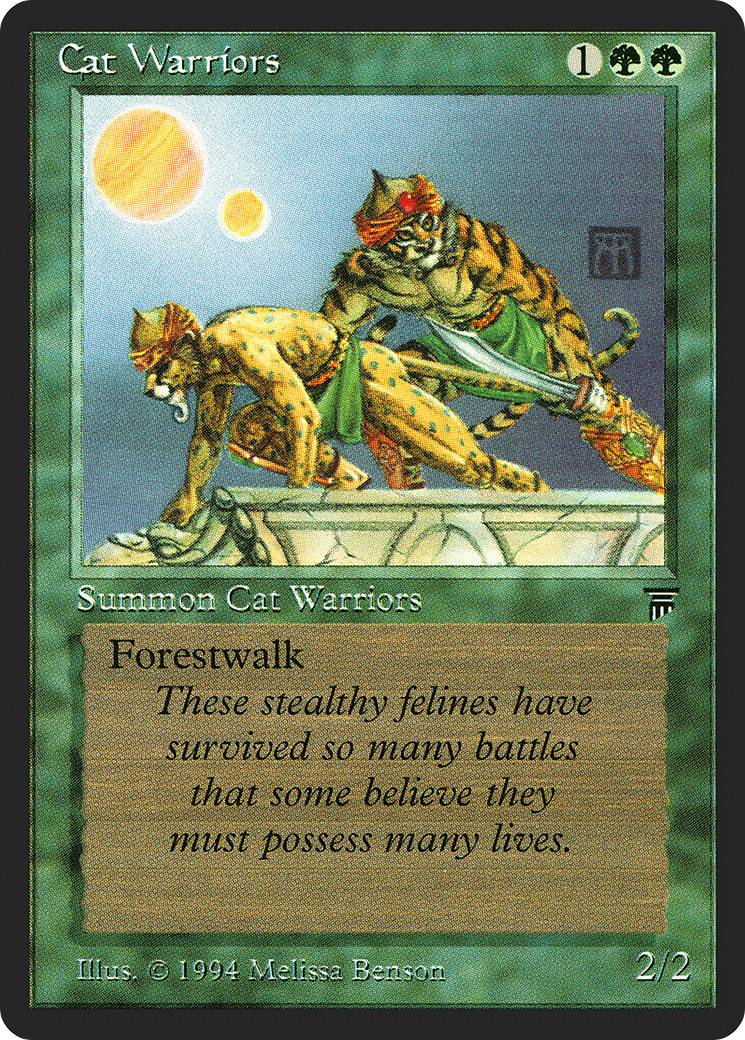 Cat Warriors
1
Summon Cat Warriors
Forestwalk
These stealthy felines have
survived so many battles
that some believe they
must possess many lives.
Illus. © 1994 Melissa Benson
2/2